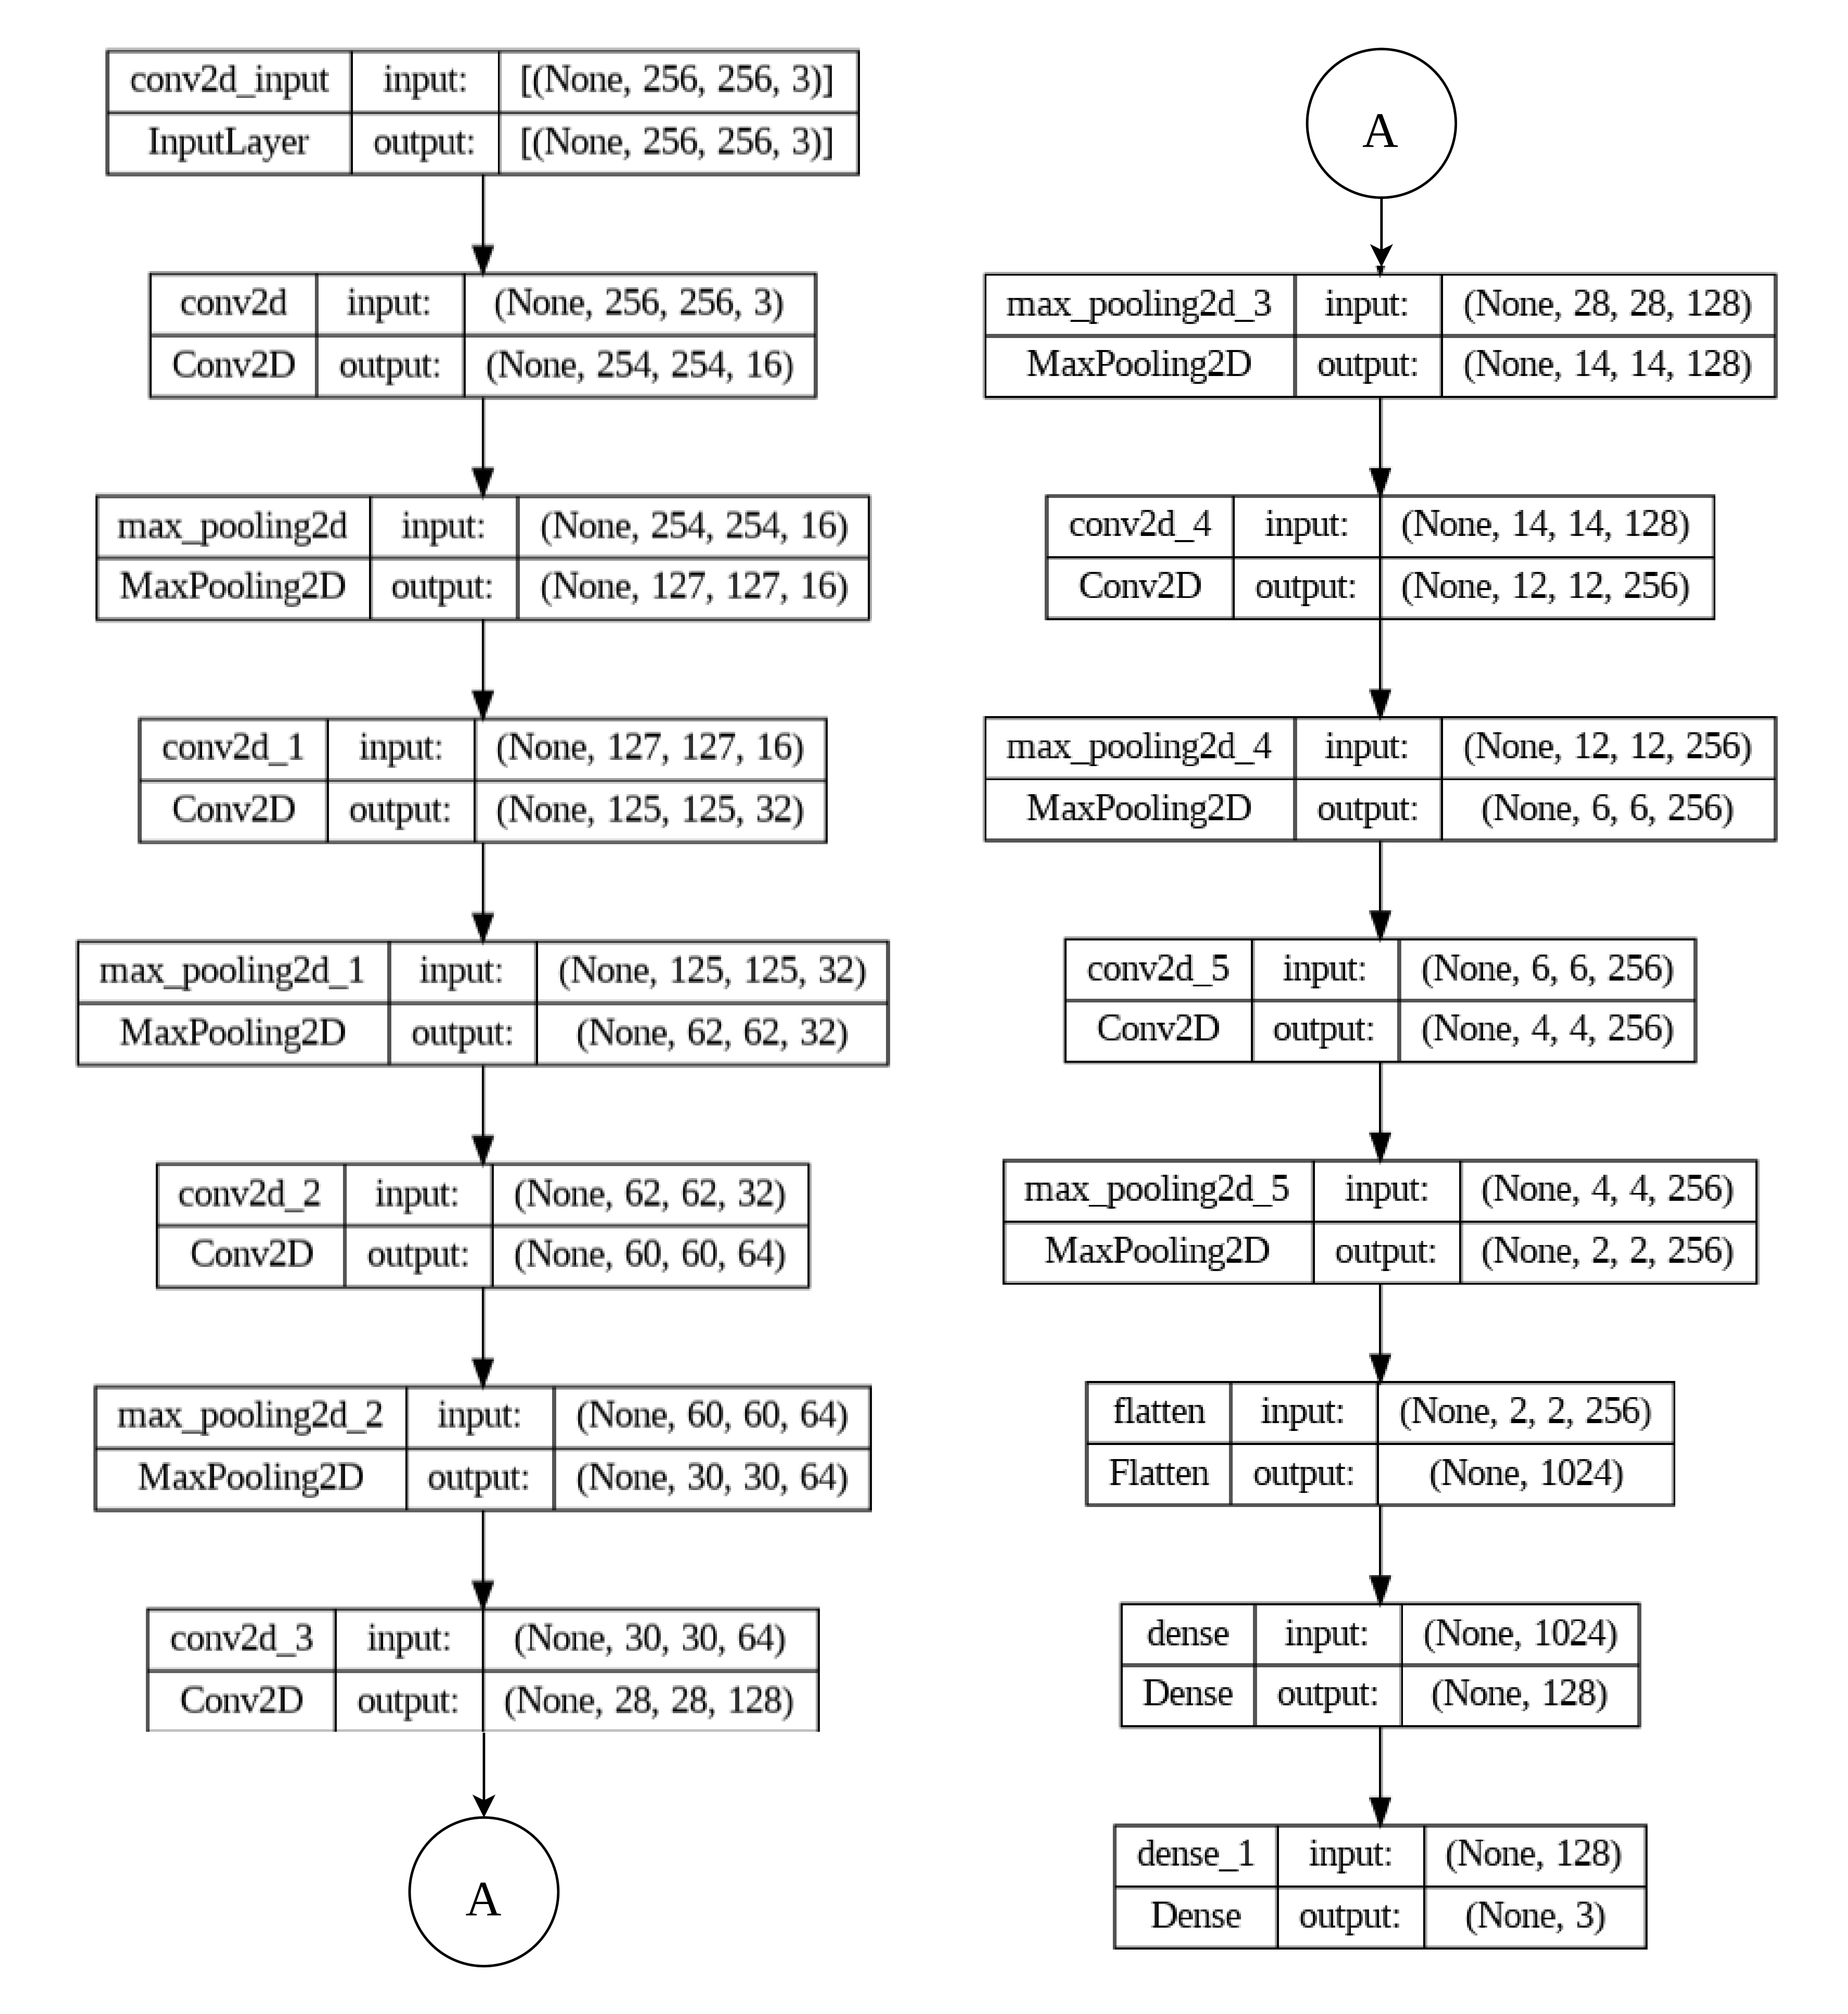 conv2d_input input: [(None, 256, 256, 3)]
InputLayer output: [(None, 256, 256, 3)]
conv2d input: (None, 256, 256, 3)
Conv2D output: (None, 254, 254, 16)
max_pooling2d input: (None, 254, 254, 16)
MaxPooling2D output: (None, 127, 127, 16)
conv2d_1 input: (None, 127, 127, 16)
Conv2D output: (None, 125, 125, 32)
max_pooling2d_1 input: (None, 125, 125, 32)
MaxPooling2D output: (None, 62, 62, 32)
conv2d_2 input: (None, 62, 62, 32)
Conv2D output: (None, 60, 60, 64)
max_pooling2d_2 input: (None, 60, 60, 64)
MaxPooling2D output: (None, 30, 30, 64)
conv2d_3 input: (None, 30, 30, 64)
Conv2D output: (None, 28, 28, 128)
A
A
max_pooling2d_3 input: (None, 28, 28, 128)
MaxPooling2D output: (None, 14, 14, 128)
conv2d_4 input: (None, 14, 14, 128)
Conv2D output: (None, 12, 12, 256)
max_pooling2d_4 input: (None, 12, 12, 256)
MaxPooling2D output: (None, 6, 6, 256)
conv2d_5 input: (None, 6, 6, 256)
Conv2D output: (None, 4, 4, 256)
max_pooling2d_5 input: (None, 4, 4, 256)
MaxPooling2D output: (None, 2, 2, 256)
flatten input: (None, 2, 2, 256)
Flatten output: (None, 1024)
dense input: (None, 1024)
Dense output: (None, 128)
dense_1 input: (None, 128)
Dense output: (None, 3)